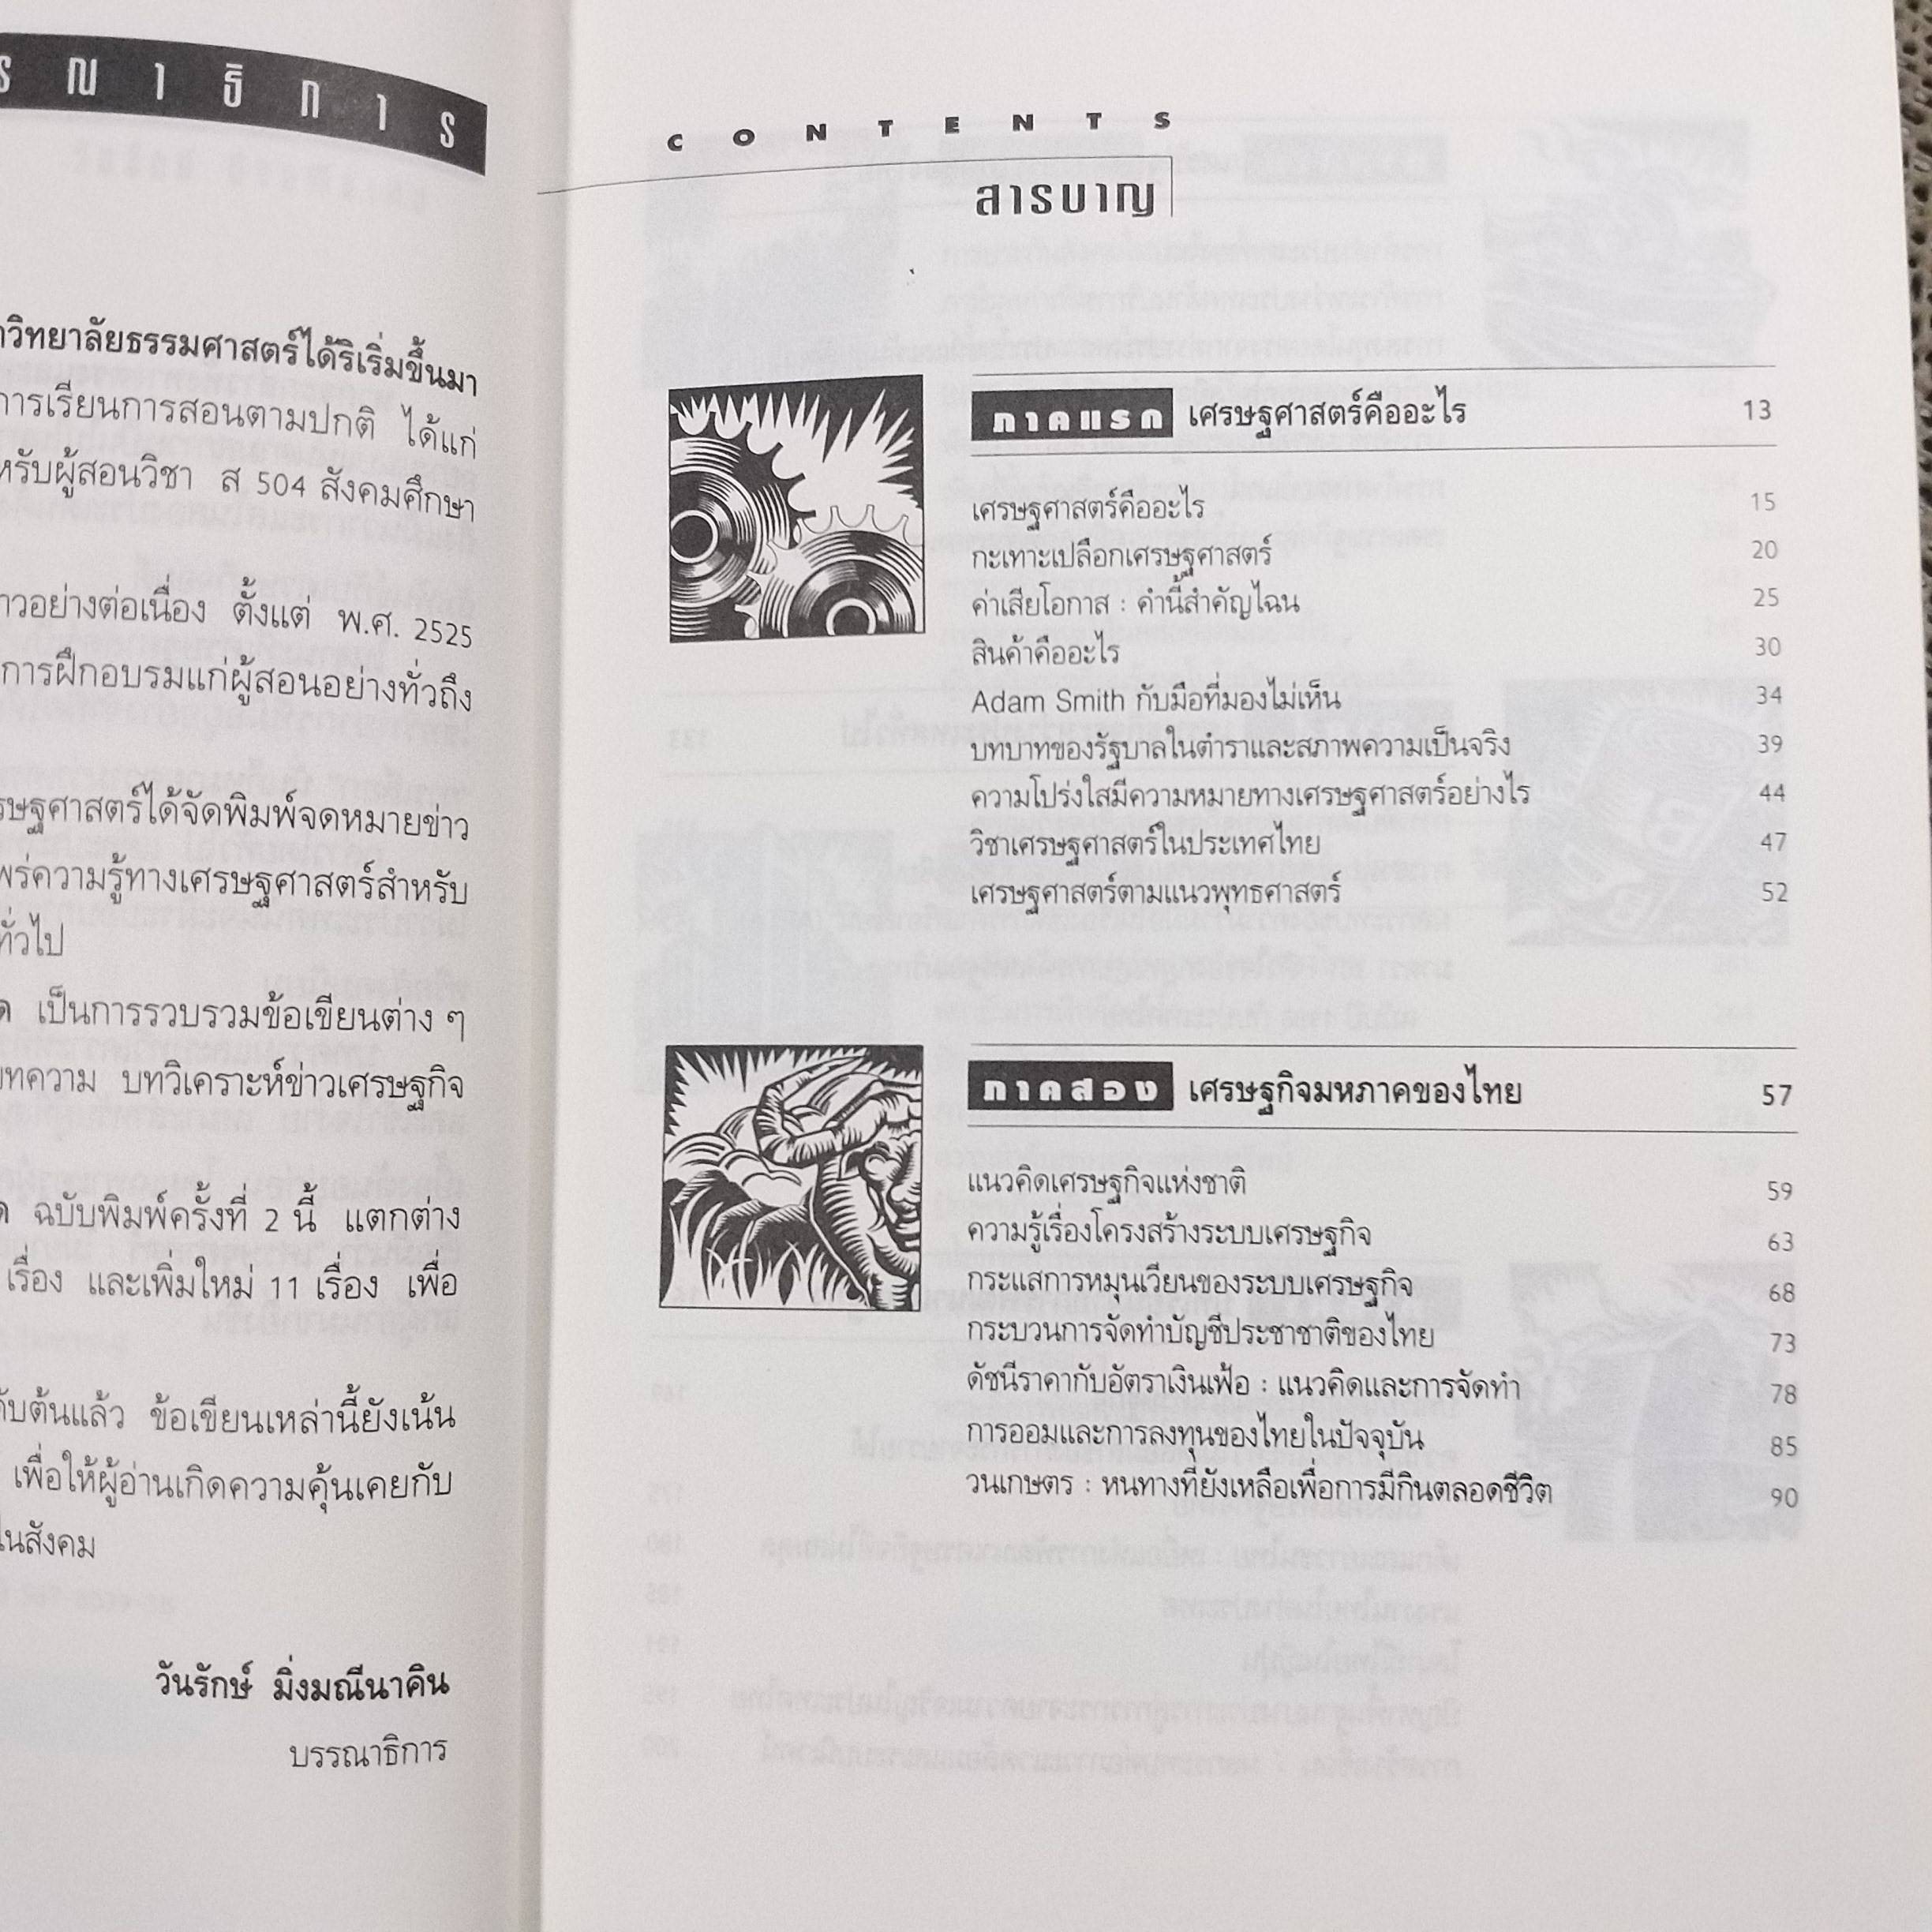 ร ณ า ธิ ก า ร
วิทยาลัยธรรมศาสตร์ได้ริเริ่มขึ้นมา
การเรียนการสอนตามปกติ ได้แก่
หรับผู้สอนวิชา ส 504 สังคมศึกษา
าวอย่างต่อเนื่อง ตั้งแต่ พ.ศ. 2525
การฝึกอบรมแก่ผู้สอนอย่างทั่วถึง
รษฐศาสตร์ได้จัดพิมพ์จดหมายข่าว
พร่ความรู้ทางเศรษฐศาสตร์สำหรับ
ทั่วไป
เป็นการรวบรวมข้อเขียนต่าง ๆ
บทความ บทวิเคราะห์ข่าวเศรษฐกิจ
ฉบับพิมพ์ครั้งที่ 2 นี้ แตกต่าง
เรื่อง และเพิ่มใหม่ 11 เรื่อง เพื่อ
กับต้นแล้ว ข้อเขียนเหล่านี้ยังเน้น
เพื่อให้ผู้อ่านเกิดความคุ้นเคยกับ
ในสังคม
วันรักษ์ มิ่งมณีนาคิน
บรรณาธิการ
CONTENTS
สารบาญ
ภาคแรก เศรษฐศาสตร์คืออะไร 13
เศรษฐศาสตร์คืออะไร 15
กะเทาะเปลือกเศรษฐศาสตร์ 20
ค่าเสียโอกาส : คำนี้สำคัญไฉน 25
สินค้าคืออะไร 30
Adam Smith กับมือที่มองไม่เห็น 34
บทบาทของรัฐบาลในตำราและสภาพความเป็นจริง 39
ความโปร่งใสมีความหมายทางเศรษฐศาสตร์อย่างไร 44
วิชาเศรษฐศาสตร์ในประเทศไทย 47
เศรษฐศาสตร์ตามแนวพุทธศาสตร์ 52
ภาคสอง เศรษฐกิจมหภาคของไทย 57
แนวคิดเศรษฐกิจแห่งชาติ 59
ความรู้เรื่องโครงสร้างระบบเศรษฐกิจ 63
กระแสการหมุนเวียนของระบบเศรษฐกิจ 68
กระบวนการจัดทำบัญชีประชาชาติของไทย 73
ดัชนีราคากับอัตราเงินเฟ้อ : แนวคิดและการจัดทำ 78
การออมและการลงทุนของไทยในปัจจุบัน 85
วนเกษตร : หนทางที่ยังเหลือเพื่อการมีกินตลอดชีวิต 90